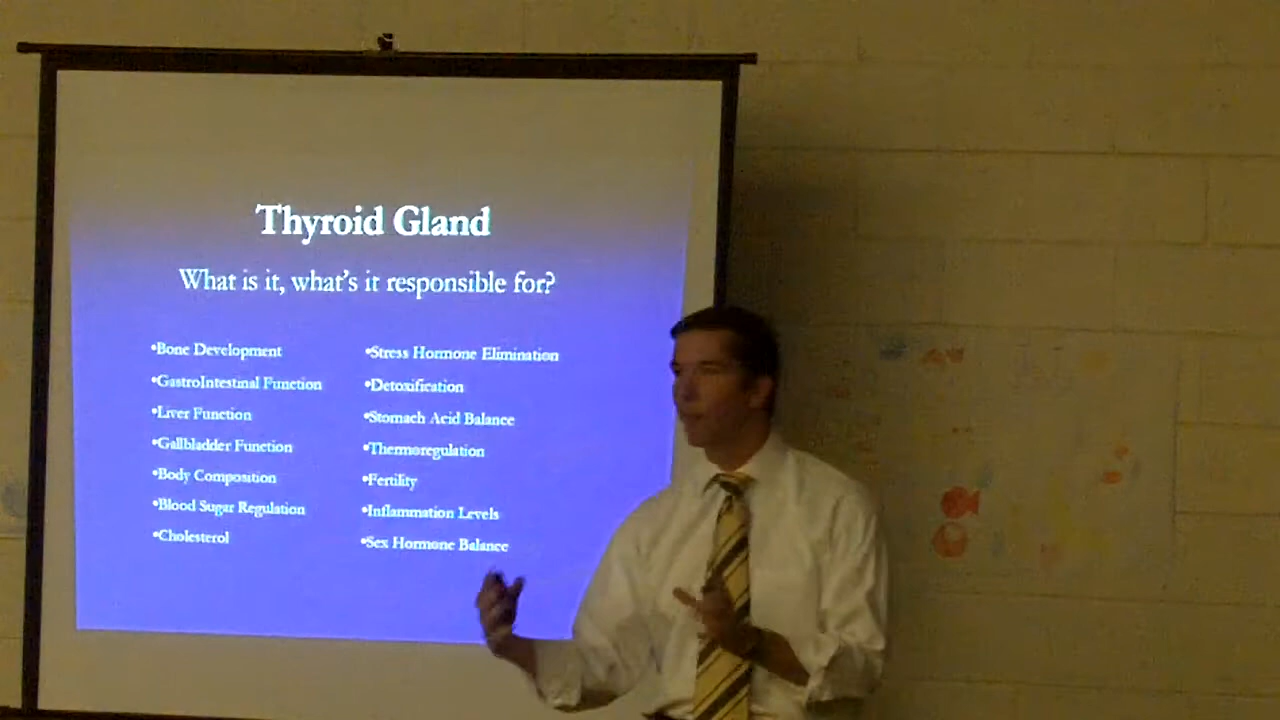 Thyroid Gland
What is it, what's it responsible for?
•Bone Development
•GastroIntestinal Function
•Liver Function
•Gallbladder Function
•Body Composition
•Blood Sugar Regulation
•Cholesterol
•Stress Hormone Elimination
•Detoxification
•Stomach Acid Balance
•Thermoregulation
•Fertility
•Inflammation Levels
•Sex Hormone Balance